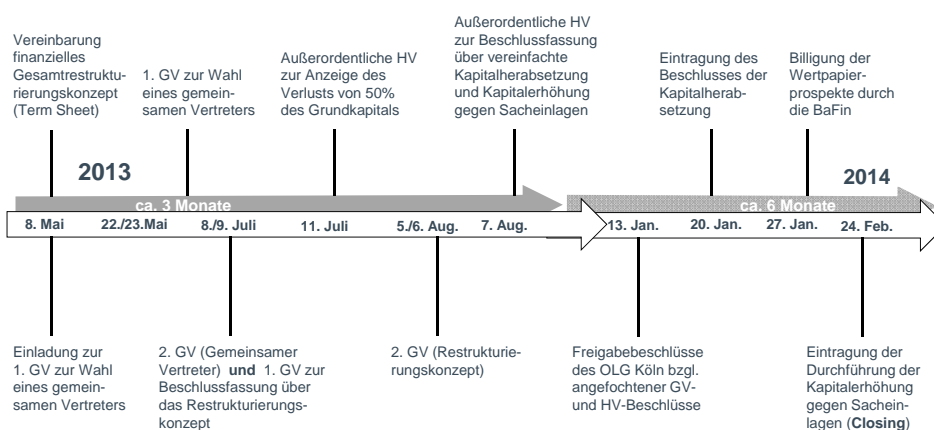 Vereinbarung
finanzielles
Gesamtrestruktu-
rierungskonzept
(Term Sheet)
1. GV zur Wahl
eines gemein-
samen Vertreters
Außerordentliche HV
zur Anzeige des
Verlusts von 50%
des Grundkapitals
Außerordentliche HV
zur Beschlussfassung
über vereinfachte
Kapitalherabsetzung
und Kapitalerhöhung
gegen Sacheinlagen
Eintragung des
Beschlusses der
Kapitalherab-
setzung
Billigung der
Wertpapier-
prospekte durch
die BaFin
2013
2014
ca. 3 Monate
ca. 6 Monate
8. Mai
22./23.Mai
8./9. Juli
11. Juli
5./6. Aug.
7. Aug.
13. Jan.
20. Jan.
27. Jan.
24. Feb.
Einladung zur
1. GV zur Wahl
eines gemein-
samen Vertreters
2. GV (Gemeinsamer
Vertreter) und 1. GV zur
Beschlussfassung über
das Restrukturierungs-
konzept
2. GV (Restrukturie-
rungskonzept)
Freigabebeschlüsse
des OLG Köln bzgl.
angefochtener GV-
und HV-Beschlüsse
Eintragung der
Durchführung der
Kapitalerhöhung
gegen Sachein-
lagen (Closing)